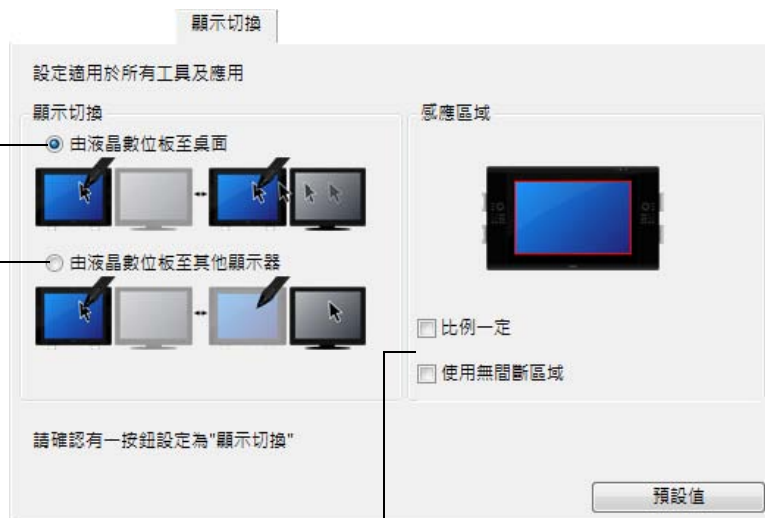 顯示切換
設定適用於所有工具及應用
顯示切換
由液晶數位板至桌面
由液晶數位板至其他顯示器
請確認有一按鈕設定為"顯示切換"
感應區域
比例一定
使用無間斷區域
預設值